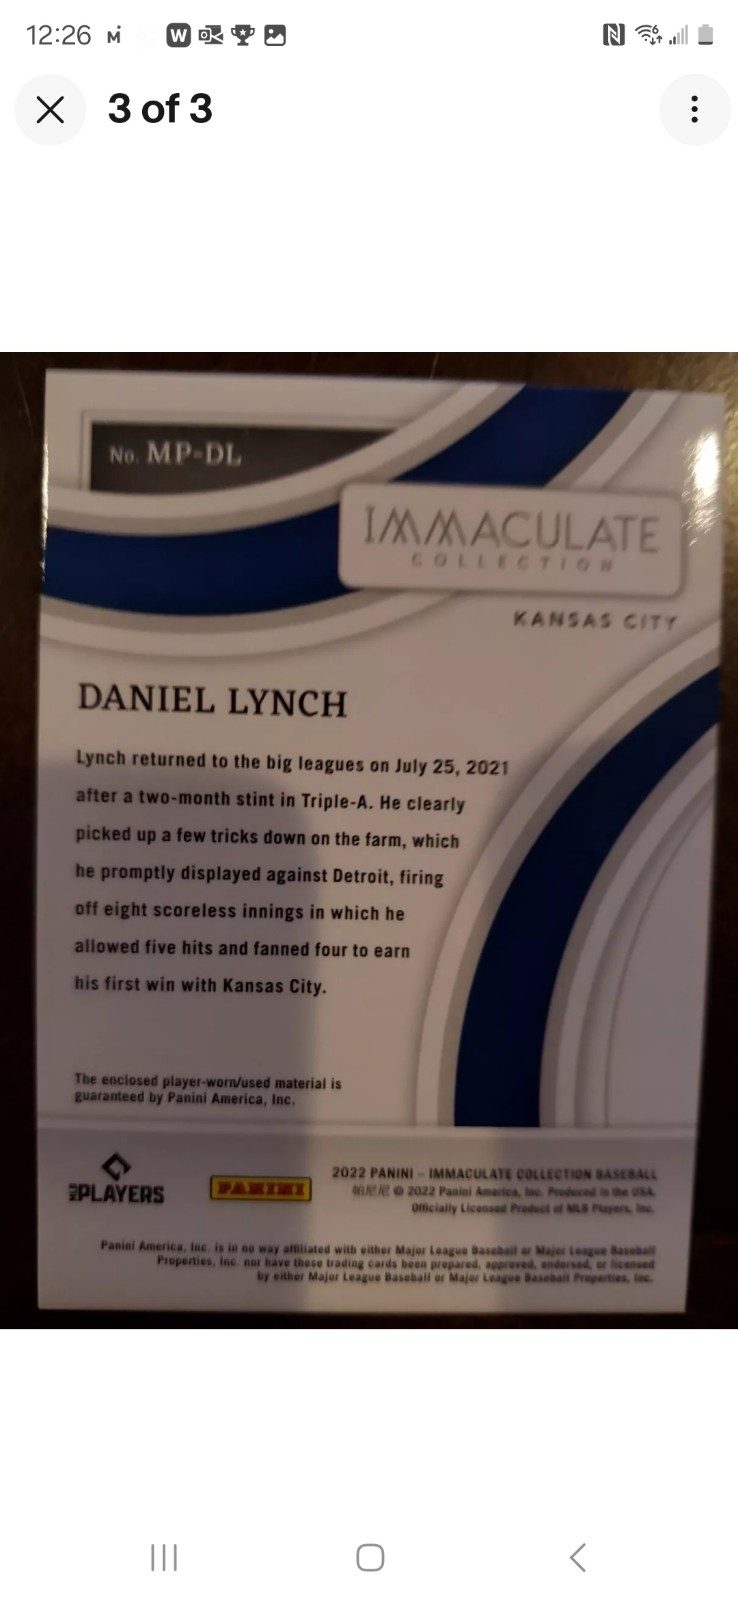 12:26
3 of 3
No. MP-DL
IMMACULATE
COLLECTION
KANSAS CITY
DANIEL LYNCH
Lynch returned to the big leagues on July 25, 2021
after a two-month stint in Triple-A. He clearly
picked up a few tricks down on the farm, which
he promptly displayed against Detroit, firing
off eight scoreless innings in which he
allowed five hits and fanned four to earn
his first win with Kansas City.
The enclosed player-worn/used material is
guaranteed by Panini America, Inc.
PLAYERS
PANINI
2022 PANINI – IMMACULATE COLLECTION BASEBALL
帕尼尼 © 2022 Panini America, Inc. Produced in the USA.
Officially Licensed Product of MLB Players, Inc.
Panini America, Inc. is in no way affiliated with either Major League Baseball or Major League Baseball
Properties, Inc. nor have these trading cards been prepared, approved, endorsed, or licensed
by either Major League Baseball or Major League Baseball Properties, Inc.